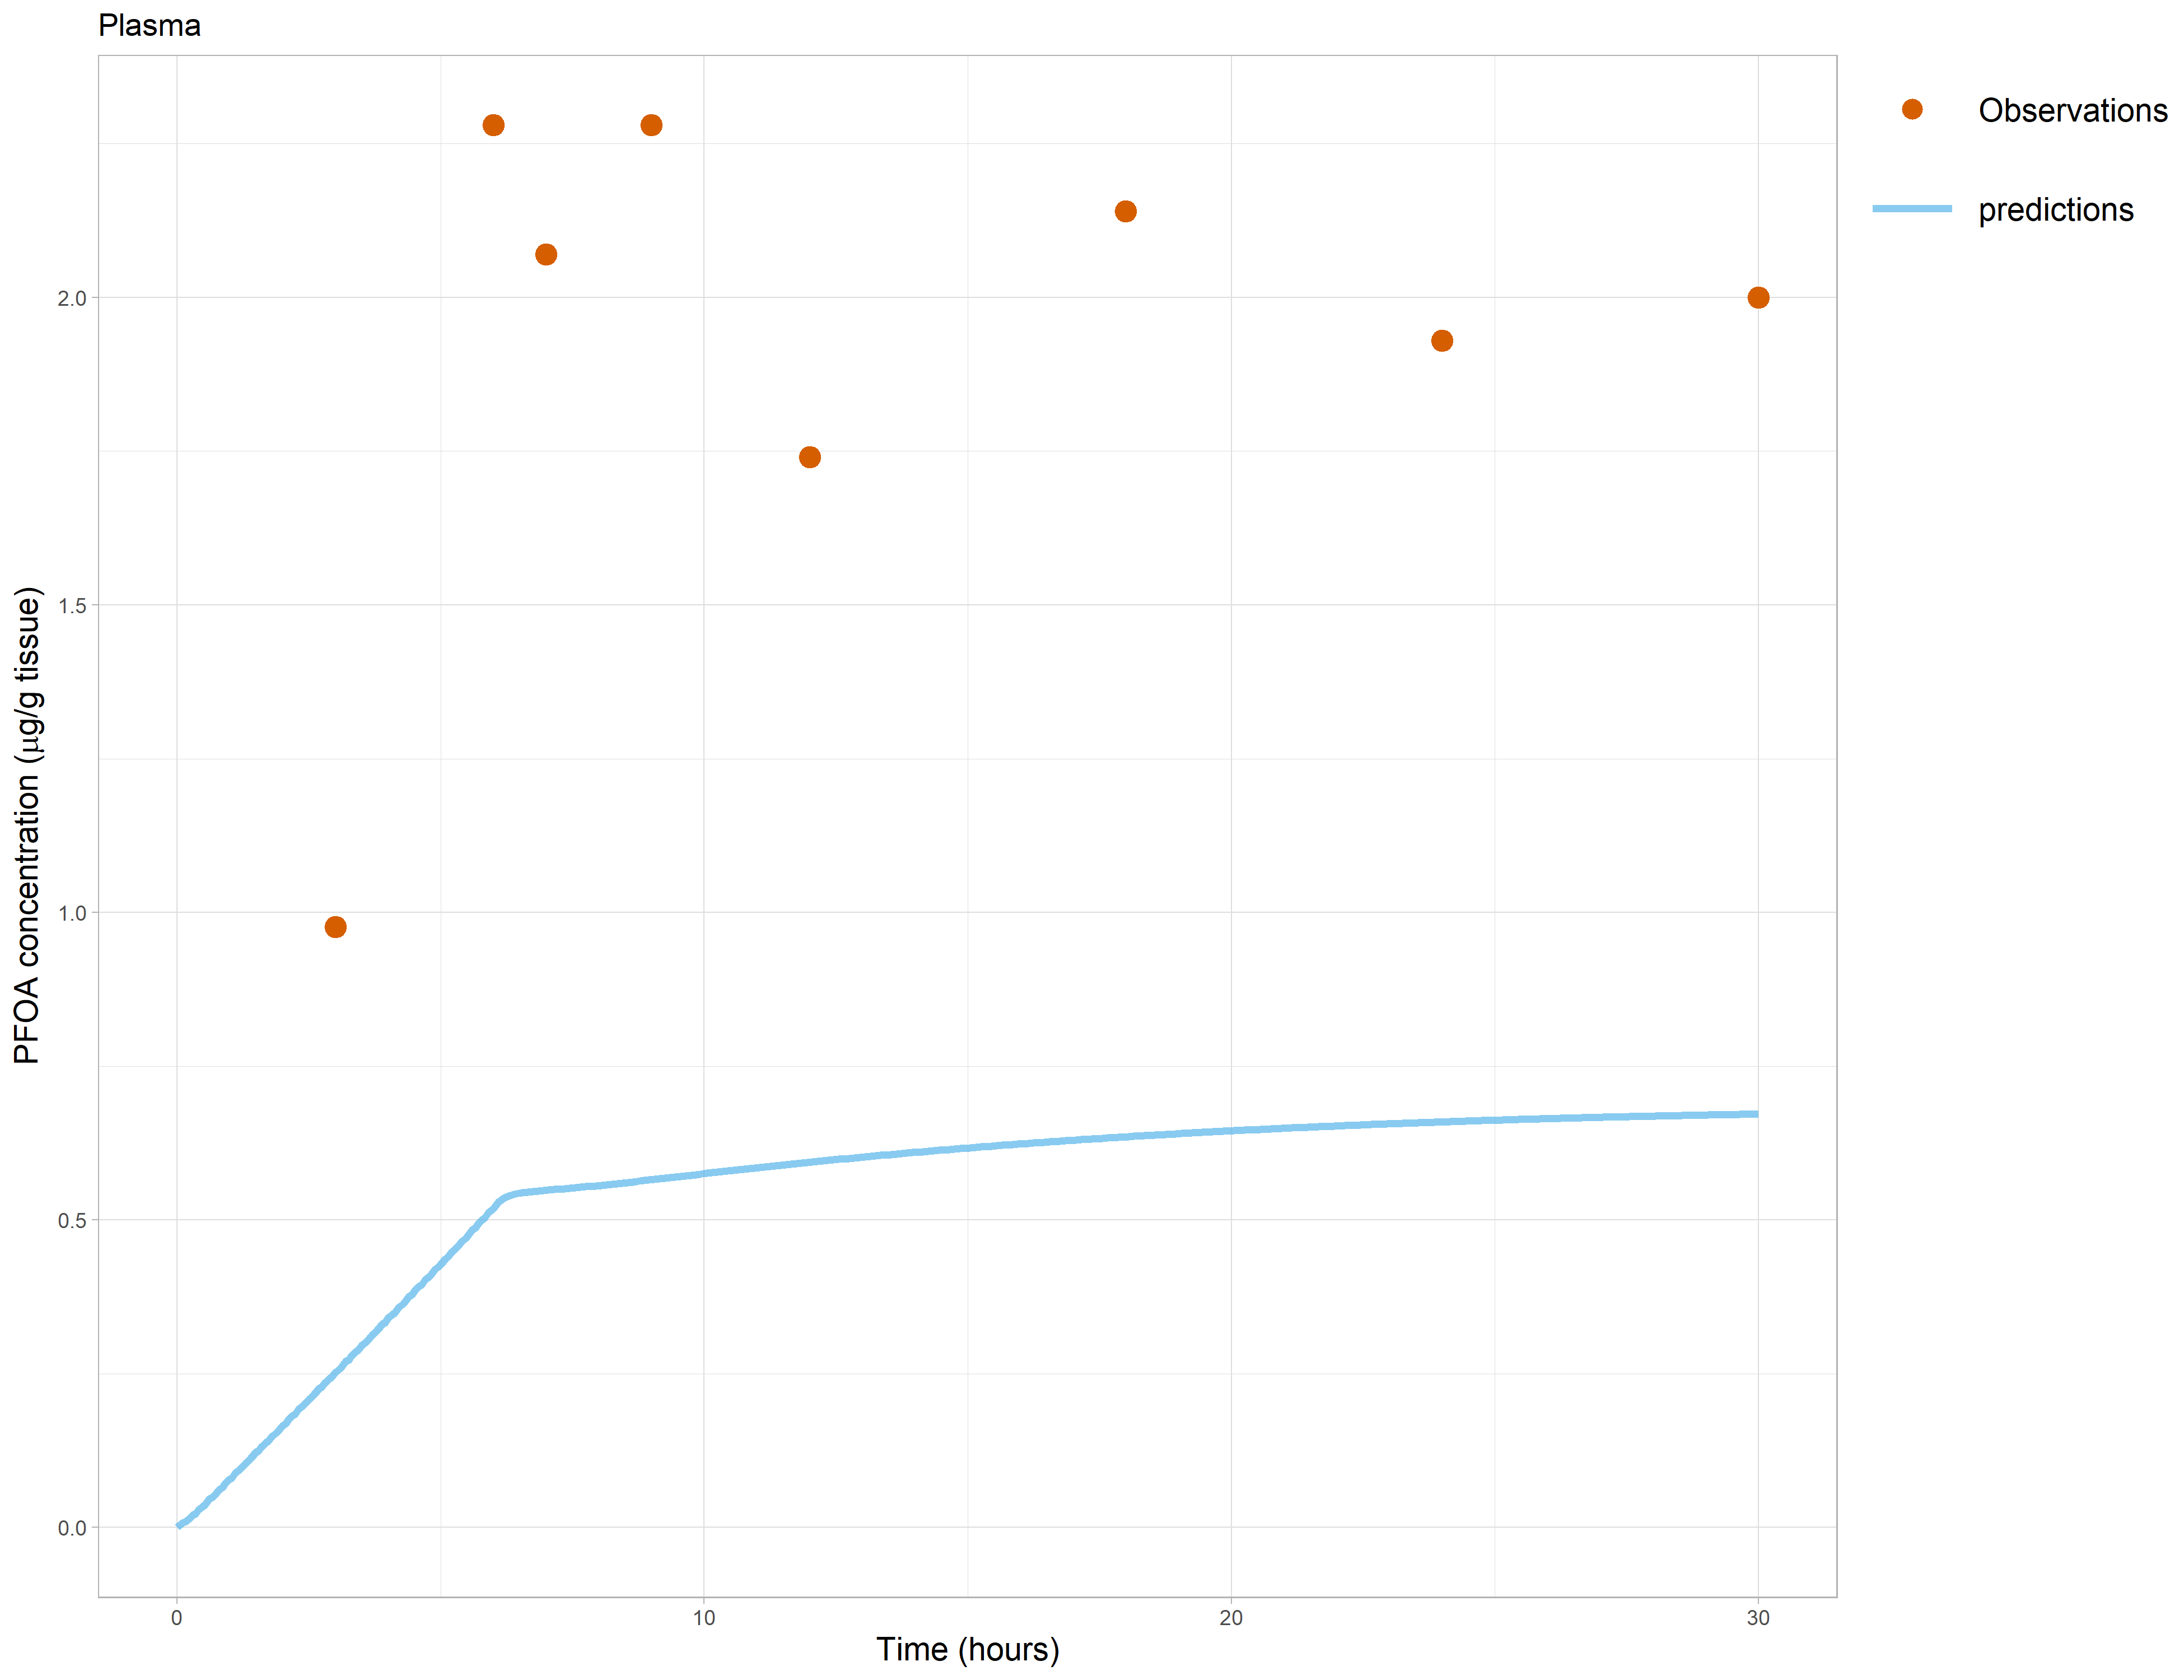 Plasma
Observations
predictions
PFOA concentration (μg/g tissue)
2.0
1.5
1.0
0.5
0.0
0 10 20 30
Time (hours)